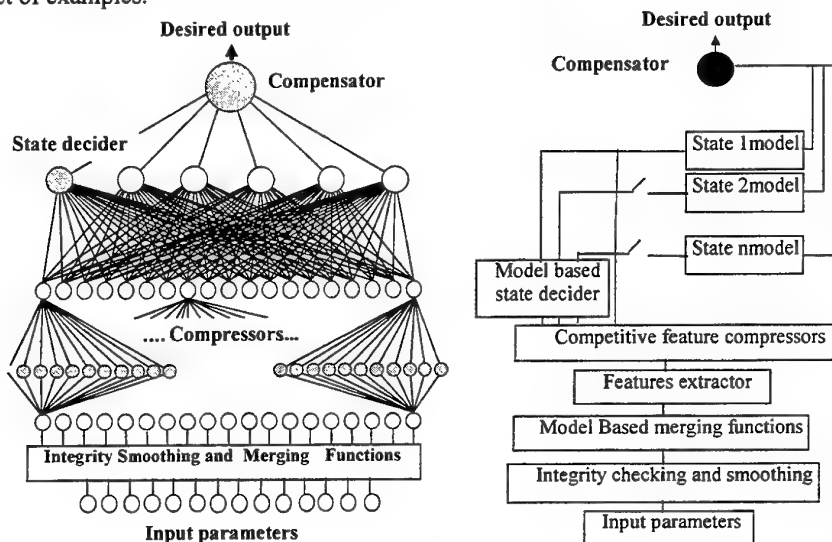 et of examples.
Desired output
Compensator
State decider
.... Compressors...
Integrity Smoothing and Merging Functions
Input parameters
Desired output
Compensator
State 1model
State 2model
State nmodel
Model based
state decider
Competitive feature compressors
Features extractor
Model Based merging functions
Integrity checking and smoothing
Input parameters